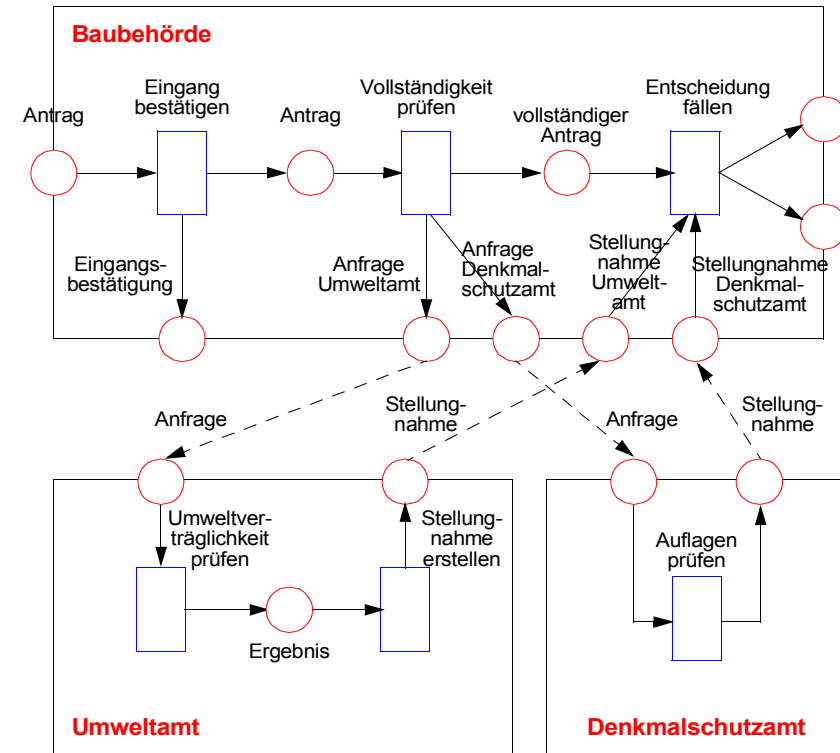 Baubehörde
Eingang
bestätigen
Vollständigkeit
prüfen
Entscheidung
fällen
Antrag
Antrag
vollständiger
Antrag
Eingangs-
bestätigung
Anfrage
Umweltamt
Anfrage
Denkmal-
schutzamt
Stellung-
nahme
Umwelt-
amt
Stellungnahme
Denkmal-
schutzamt
Anfrage
Stellung-
nahme
Anfrage
Stellung-
nahme
Umweltver-
träglichkeit
prüfen
Stellung-
nahme
erstellen
Ergebnis
Umweltamt
Auflagen
prüfen
Denkmalschutzamt